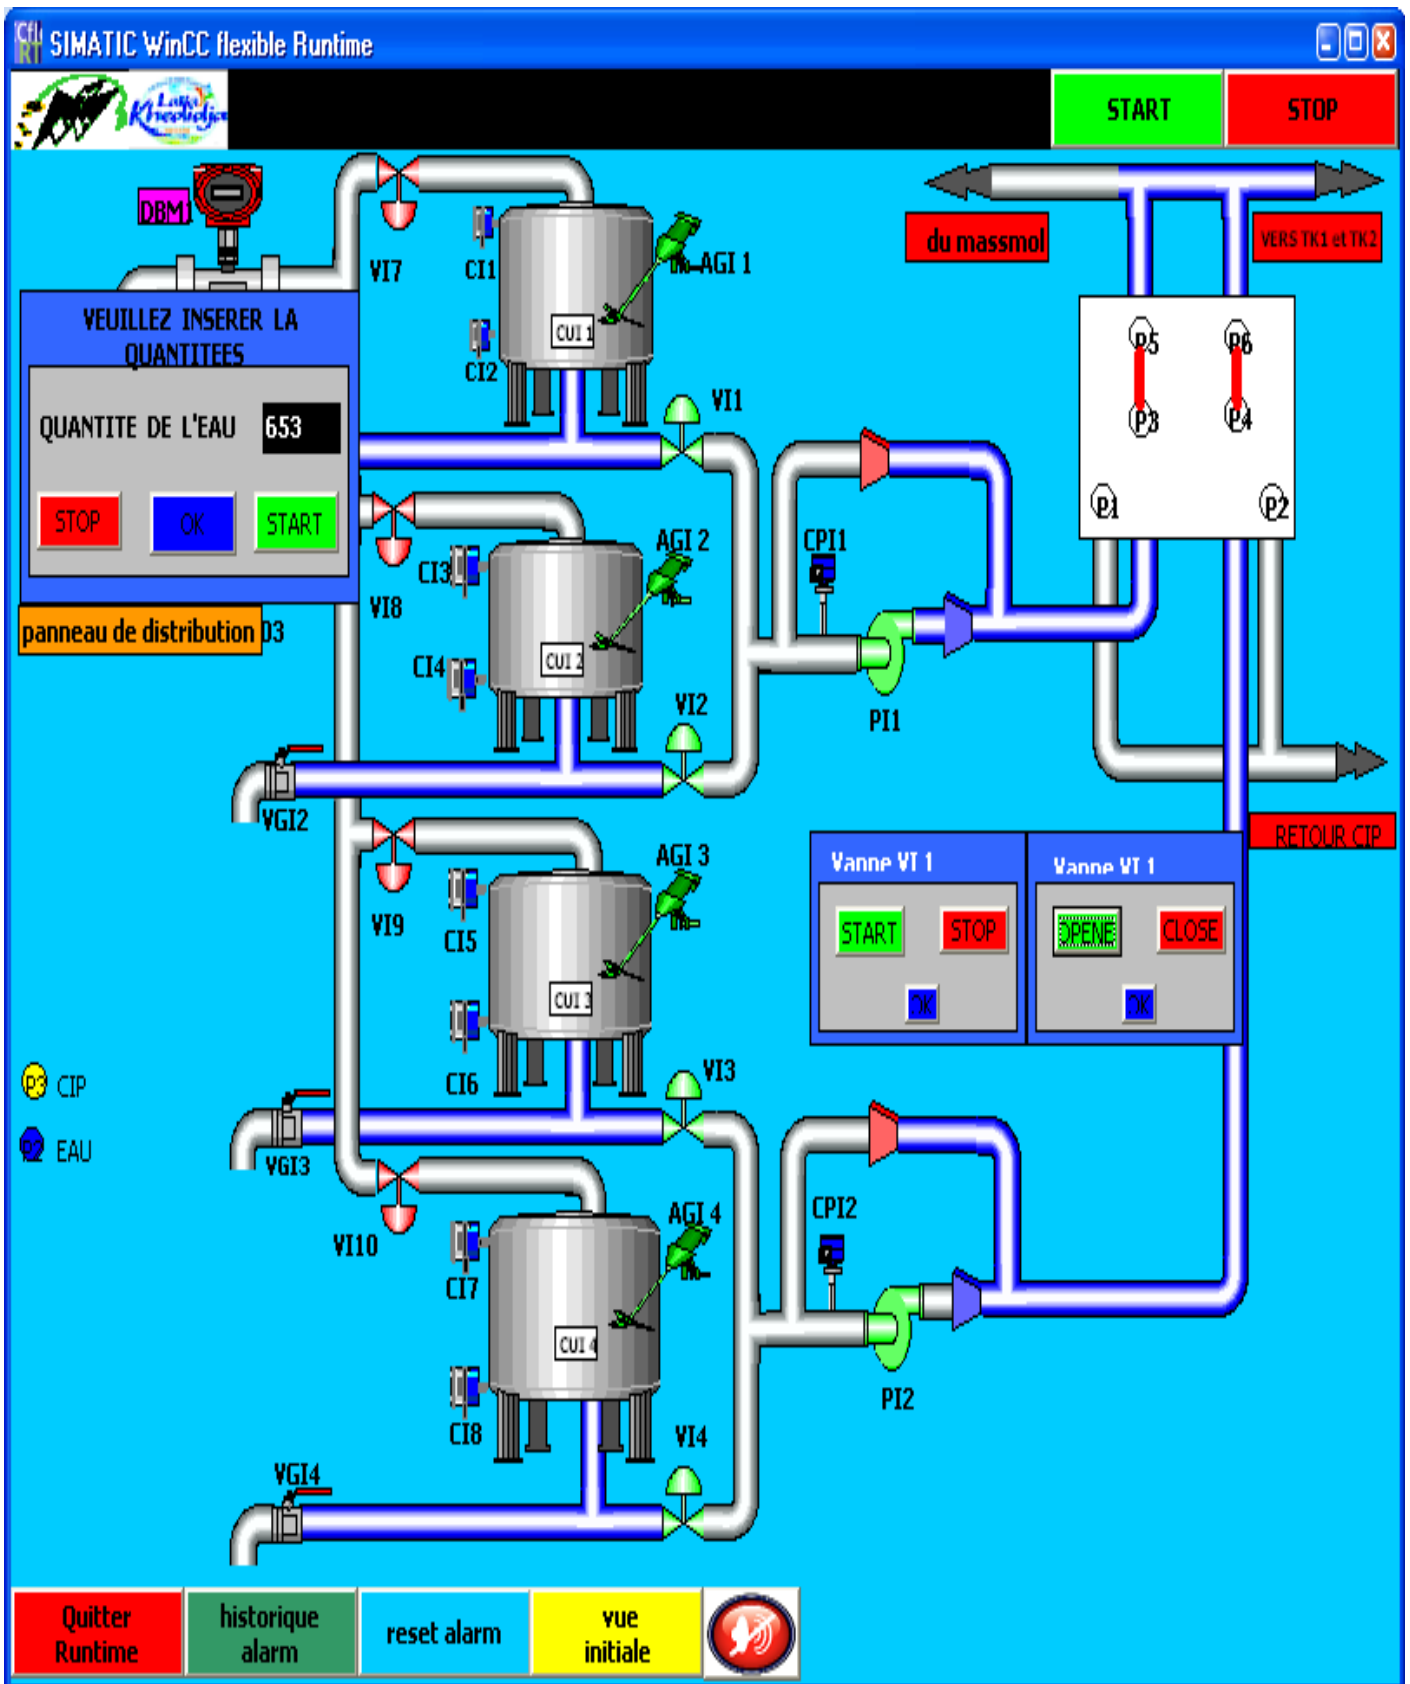 SIMATIC WinCC flexible Runtime
Lalla
Khedidja
START
STOP
DBM1
VI7
CI1
CI2
CUI 1
AGI 1
du massmol
VERS TK1 et TK2
VEUILLEZ INSERER LA
QUANTITEES
QUANTITE DE L'EAU 653
STOP
OK
START
panneau de distribution 03
VI1
P5
P6
P3
P4
P1
P2
VI8
CI3
CI4
CUI 2
AGI 2
CPI1
PI1
VI2
VGI2
RETOUR CIP
VI9
CI5
CI6
CUI 3
AGI 3
Vanne VI 1
START
STOP
OK
Vanne VI 1
OPENE
CLOSE
OK
VI3
VGI3
P3 CIP
P2 EAU
VI10
CI7
CI8
CUI 4
AGI 4
CPI2
PI2
VI4
VGI4
Quitter
Runtime
historique
alarm
reset alarm
vue
initiale